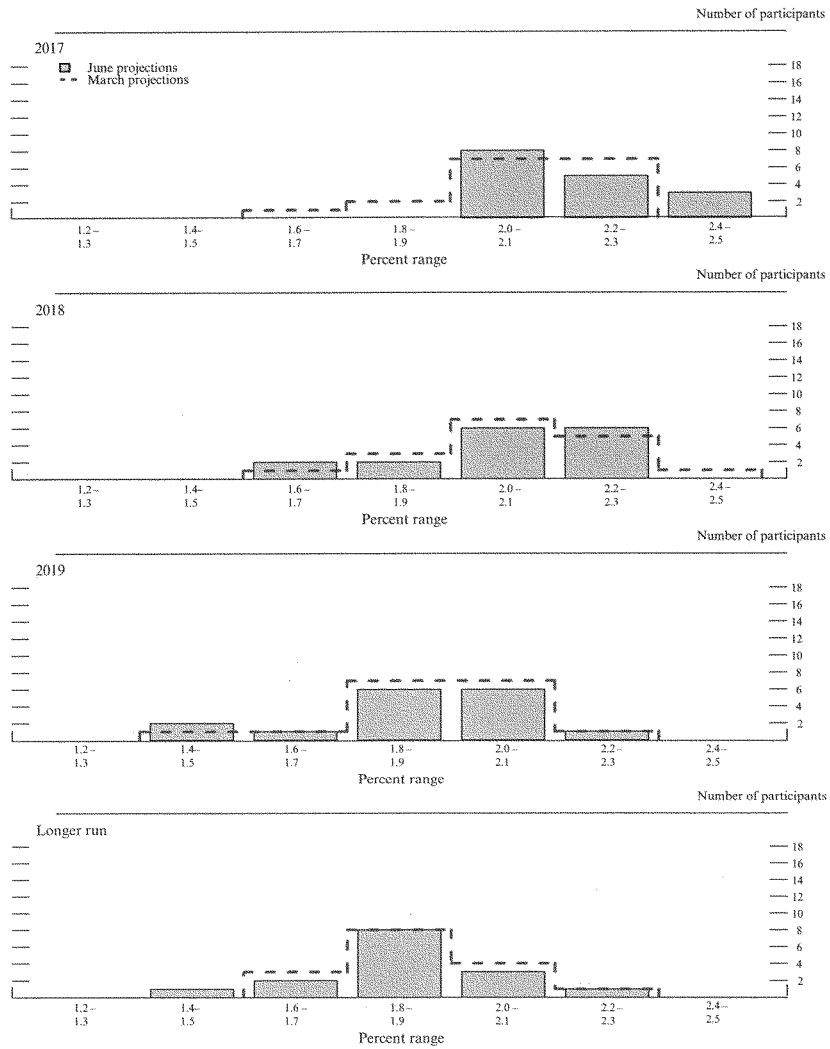 Number of participants
2017
June projections
March projections
18
16
14
12
10
8
6
4
2
1.2– 1.4– 1.6– 1.8– 2.0– 2.2– 2.4–
1.3 1.5 1.7 1.9 2.1 2.3 2.5
Percent range
Number of participants
2018
18
16
14
12
10
8
6
4
2
1.2– 1.4– 1.6– 1.8– 2.0– 2.2– 2.4–
1.3 1.5 1.7 1.9 2.1 2.3 2.5
Percent range
Number of participants
2019
18
16
14
12
10
8
6
4
2
1.2– 1.4– 1.6– 1.8– 2.0– 2.2– 2.4–
1.3 1.5 1.7 1.9 2.1 2.3 2.5
Percent range
Number of participants
Longer run
18
16
14
12
10
8
6
4
2
1.2– 1.4– 1.6– 1.8– 2.0– 2.2– 2.4–
1.3 1.5 1.7 1.9 2.1 2.3 2.5
Percent range